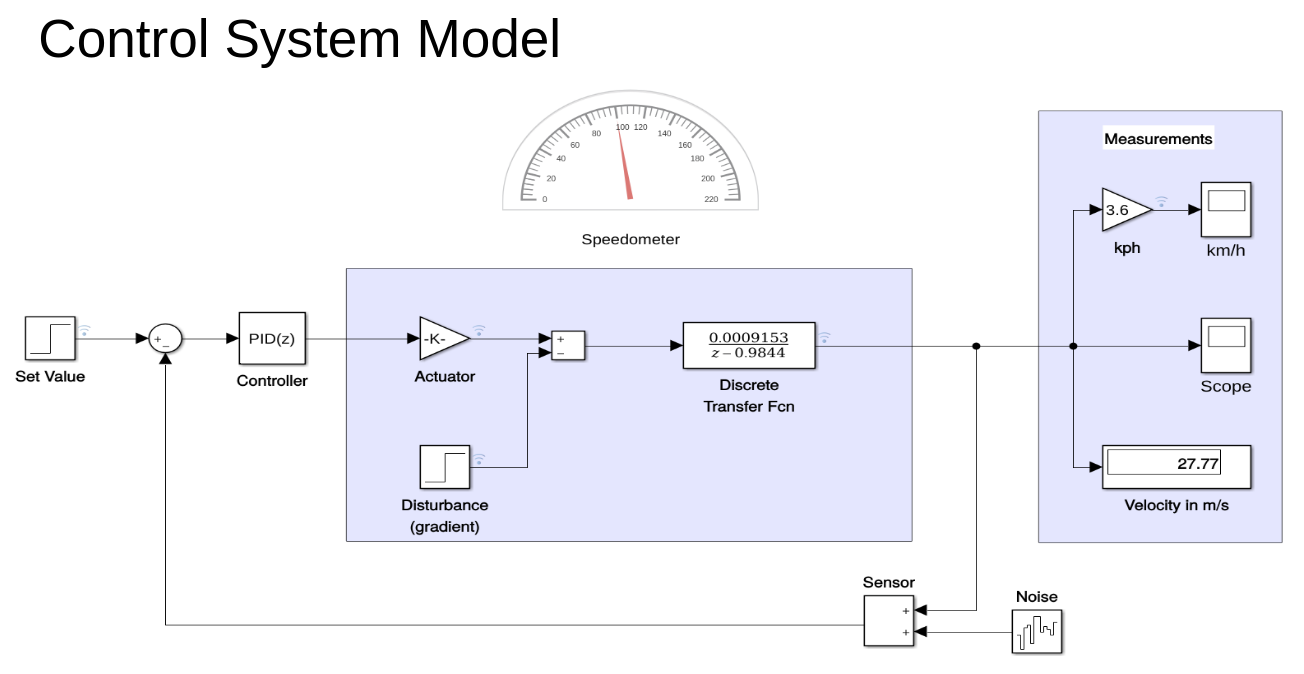 Control System Model
0 20 40 60 80 100 120 140 160 180 200 220
Speedometer
Measurements
3.6
kph
km/h
Set Value
+
−
PID(z)
Controller
-K-
Actuator
+
−
0.0009153
z − 0.9844
Discrete
Transfer Fcn
Scope
Disturbance
(gradient)
27.77
Velocity in m/s
Sensor
+
+
Noise